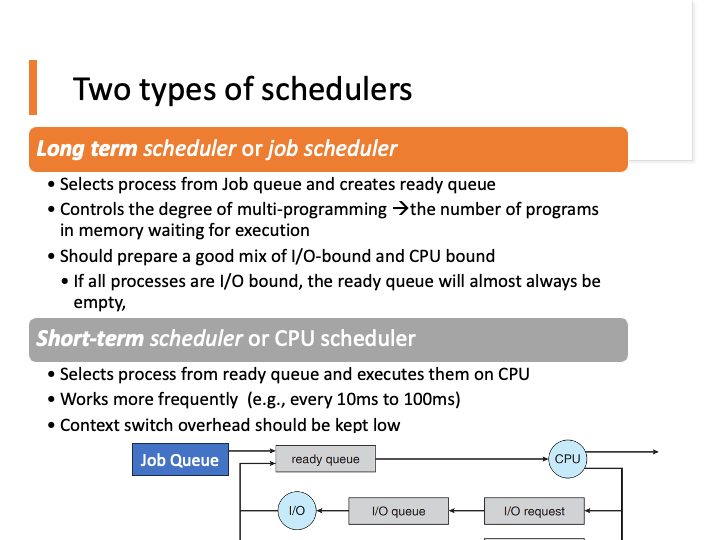 Two types of schedulers
Long term scheduler or job scheduler
• Selects process from Job queue and creates ready queue
• Controls the degree of multi-programming →the number of programs
in memory waiting for execution
• Should prepare a good mix of I/O-bound and CPU bound
• If all processes are I/O bound, the ready queue will almost always be
empty,
Short-term scheduler or CPU scheduler
• Selects process from ready queue and executes them on CPU
• Works more frequently (e.g., every 10ms to 100ms)
• Context switch overhead should be kept low
Job Queue
ready queue
CPU
I/O
I/O queue
I/O request